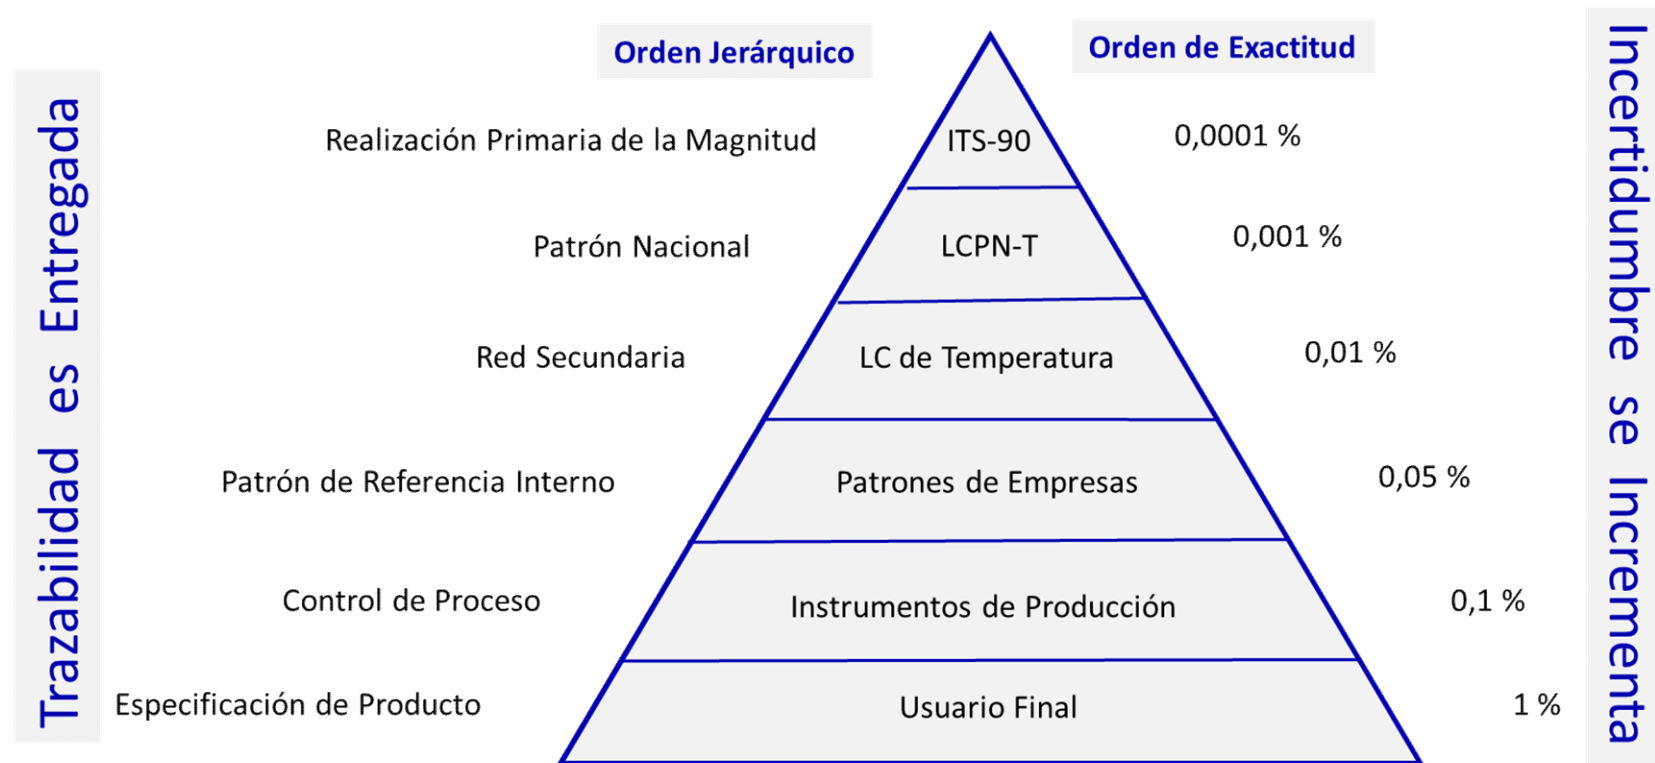 Orden Jerárquico
Orden de Exactitud
Trazabilidad es Entregada
Incertidumbre se Incrementa
Realización Primaria de la Magnitud
ITS-90
0,0001 %
Patrón Nacional
LCPN-T
0,001 %
Red Secundaria
LC de Temperatura
0,01 %
Patrón de Referencia Interno
Patrones de Empresas
0,05 %
Control de Proceso
Instrumentos de Producción
0,1 %
Especificación de Producto
Usuario Final
1 %